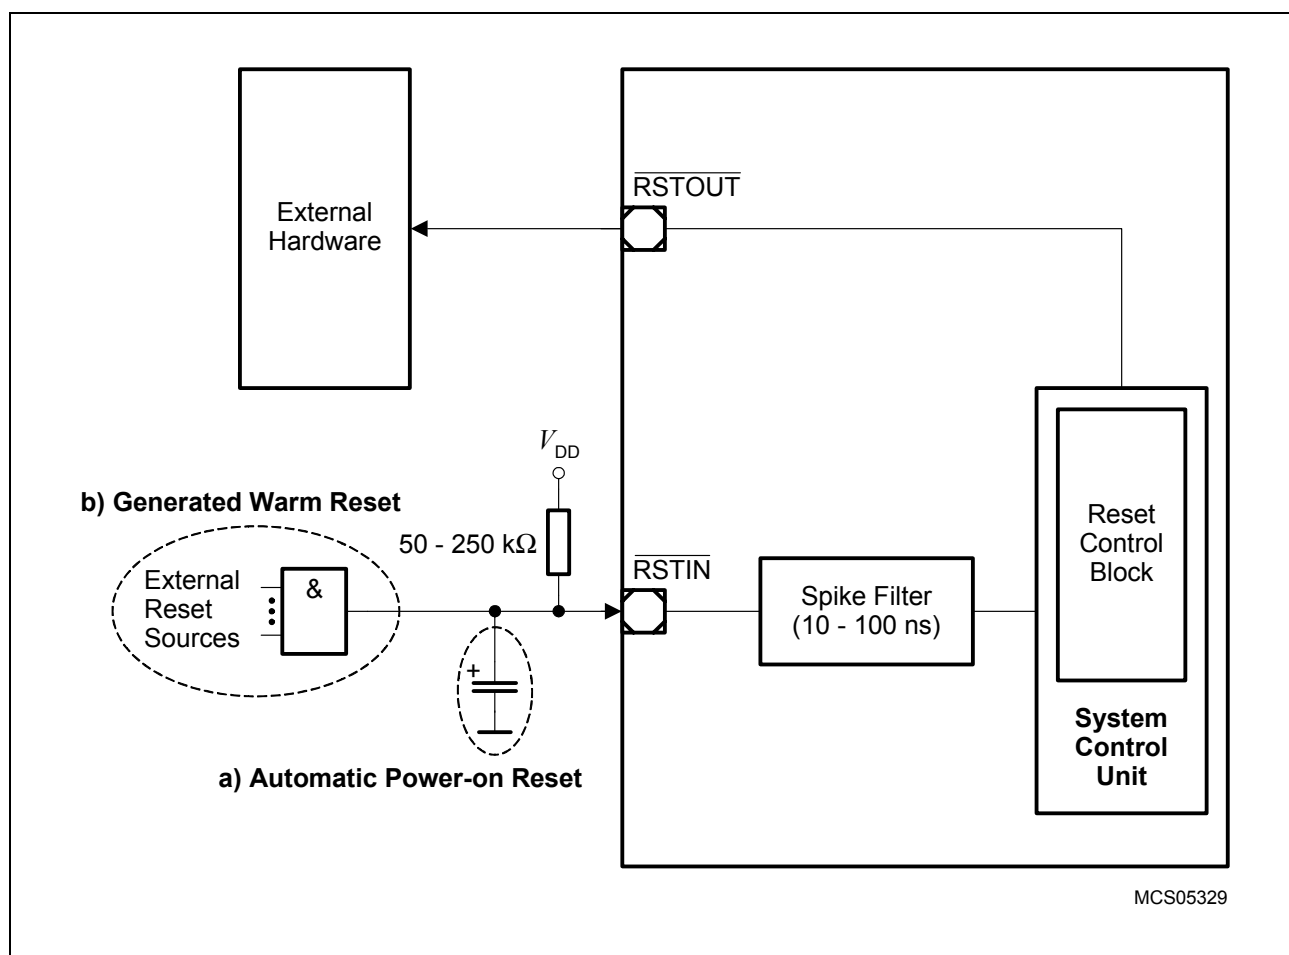 External
Hardware
RSTOUT
V_DD
b) Generated Warm Reset
50 - 250 kΩ
External
Reset
Sources
&
RSTIN
Spike Filter
(10 - 100 ns)
Reset
Control
Block
+
System
Control
Unit
a) Automatic Power-on Reset
MCS05329